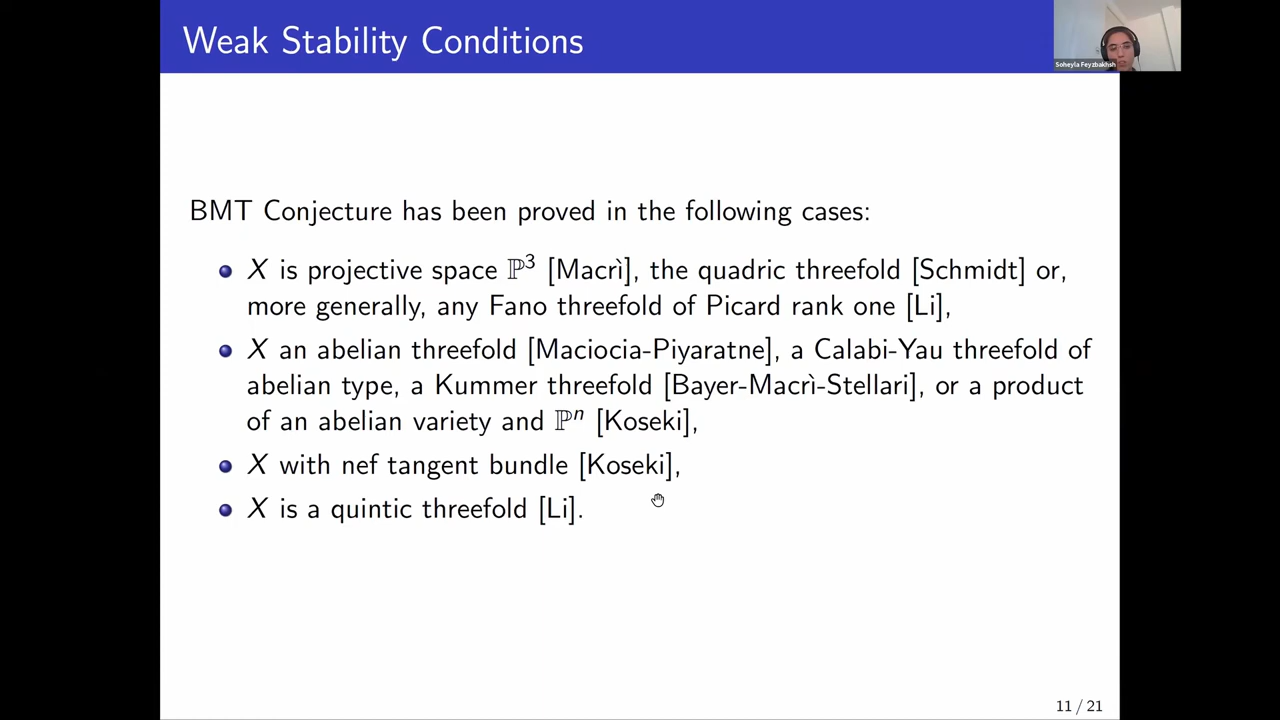 Weak Stability Conditions
Soheyla Feyzbakhsh
BMT Conjecture has been proved in the following cases:
X is projective space ℙ³ [Macrì], the quadric threefold [Schmidt] or,
more generally, any Fano threefold of Picard rank one [Li],
X an abelian threefold [Maciocia-Piyaratne], a Calabi-Yau threefold of
abelian type, a Kummer threefold [Bayer-Macrì-Stellari], or a product
of an abelian variety and ℙⁿ [Koseki],
X with nef tangent bundle [Koseki],
X is a quintic threefold [Li].
11 / 21